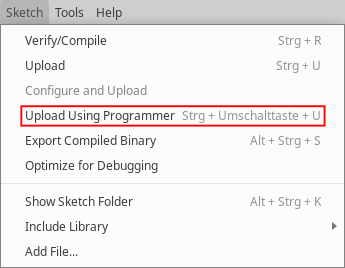 Sketch Tools Help
Verify/Compile Strg + R
Upload Strg + U
Configure and Upload
Upload Using Programmer Strg + Umschalttaste + U
Export Compiled Binary Alt + Strg + S
Optimize for Debugging
Show Sketch Folder Alt + Strg + K
Include Library
Add File...